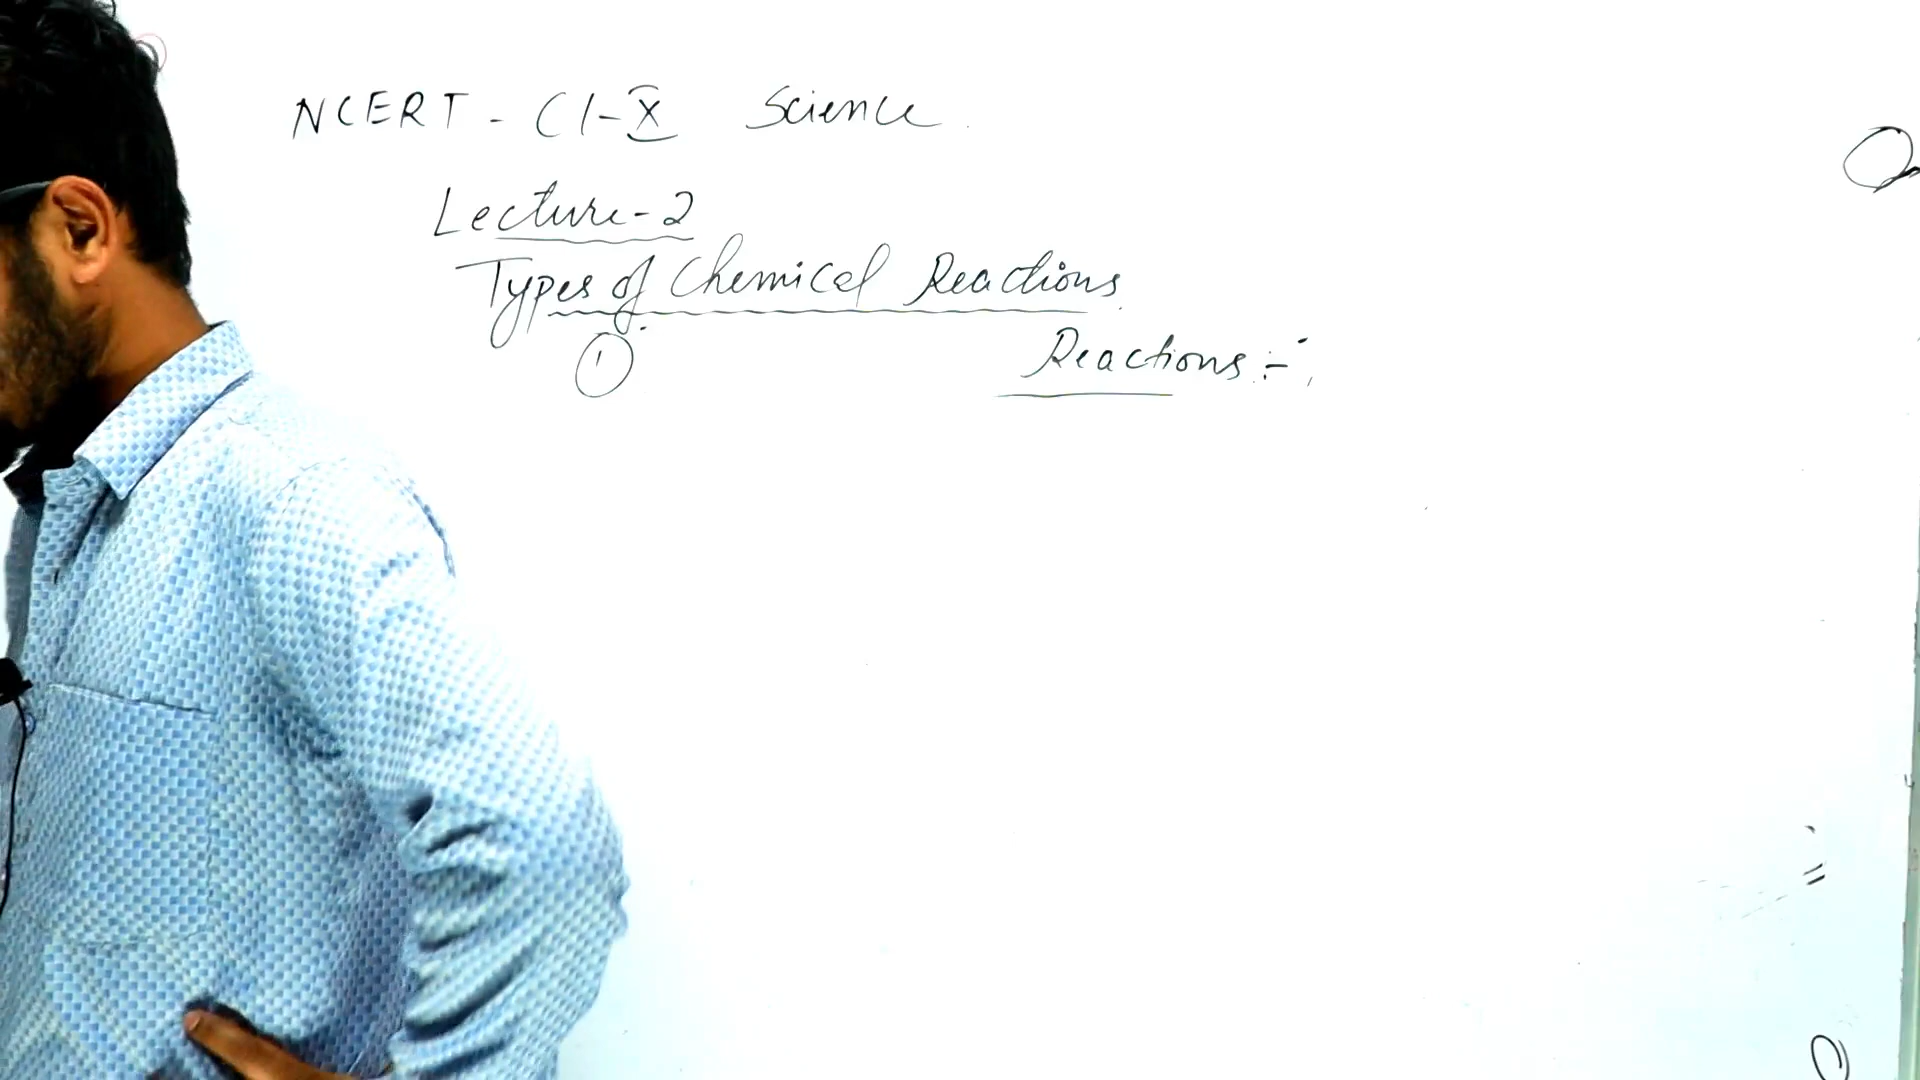 NCERT - Cl-X Science
Lecture-2
Types of Chemical Reactions
① Reactions :-